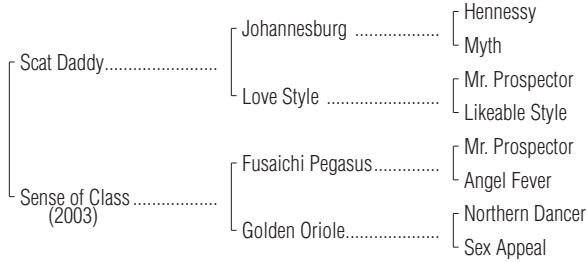 Hennessy
Johannesburg ....................
Myth
Scat Daddy..........................
Mr. Prospector
Love Style ..........................
Likeable Style
Mr. Prospector
Fusaichi Pegasus...............
Angel Fever
Sense of Class ...................
(2003)
Northern Dancer
Golden Oriole......................
Sex Appeal